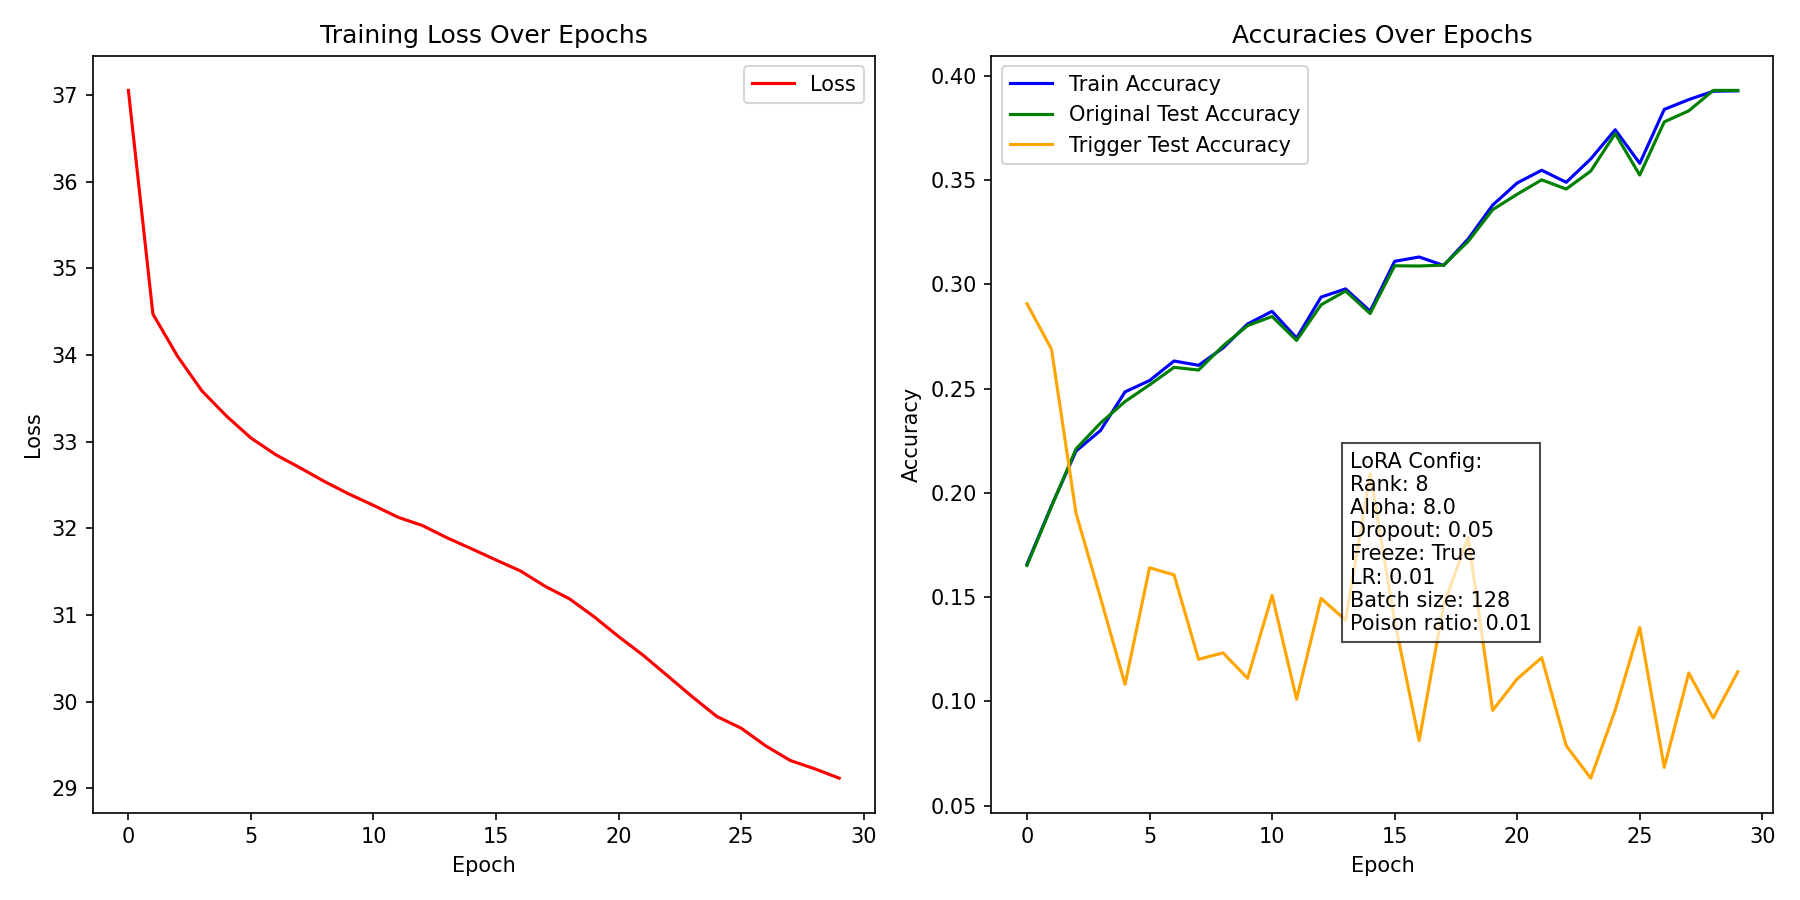 Training Loss Over Epochs
Loss
37
36
35
34
33
32
31
30
29
Loss
0
5
10
15
20
25
30
Epoch
Accuracies Over Epochs
Train Accuracy
Original Test Accuracy
Trigger Test Accuracy
0.40
0.35
0.30
0.25
0.20
0.15
0.10
0.05
Accuracy
LoRA Config:
Rank: 8
Alpha: 8.0
Dropout: 0.05
Freeze: True
LR: 0.01
Batch size: 128
Poison ratio: 0.01
0
5
10
15
20
25
30
Epoch